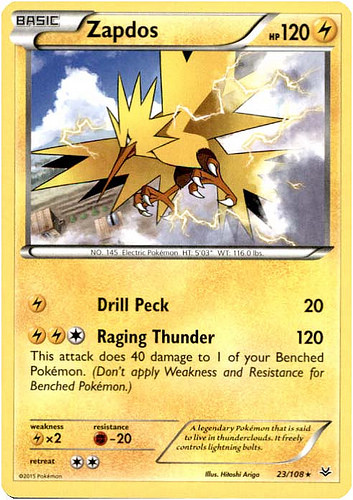 BASIC
Zapdos
HP120
NO. 145 Electric Pokémon HT. 5'03" WT. 116.0 lbs.
Drill Peck 20
Raging Thunder 120
This attack does 40 damage to 1 of your Benched
Pokémon. (Don't apply Weakness and Resistance for
Benched Pokémon.)
weakness resistance
×2 -20
retreat
A legendary Pokémon that is said
to live in thunderclouds. It freely
controls lightning bolts.
©2015 Pokémon Illus. Hitoshi Ariga 23/108★